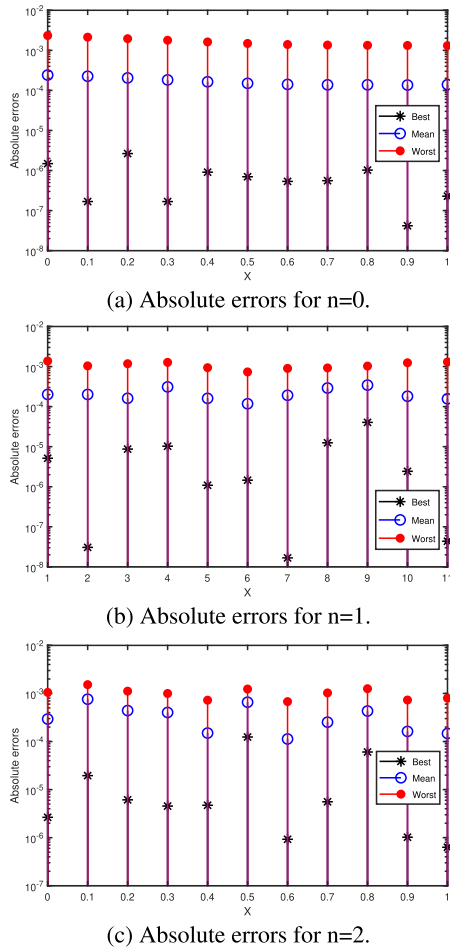 10^-2
10^-3
10^-4
10^-5
10^-6
10^-7
10^-8
Absolute errors
Best
Mean
Worst
0 0.1 0.2 0.3 0.4 0.5 0.6 0.7 0.8 0.9 1
X
(a) Absolute errors for n=0.
10^-2
10^-3
10^-4
10^-5
10^-6
10^-7
10^-8
Absolute errors
Best
Mean
Worst
1 2 3 4 5 6 7 8 9 10 11
X
(b) Absolute errors for n=1.
10^-2
10^-3
10^-4
10^-5
10^-6
10^-7
Absolute errors
Best
Mean
Worst
0 0.1 0.2 0.3 0.4 0.5 0.6 0.7 0.8 0.9 1
X
(c) Absolute errors for n=2.